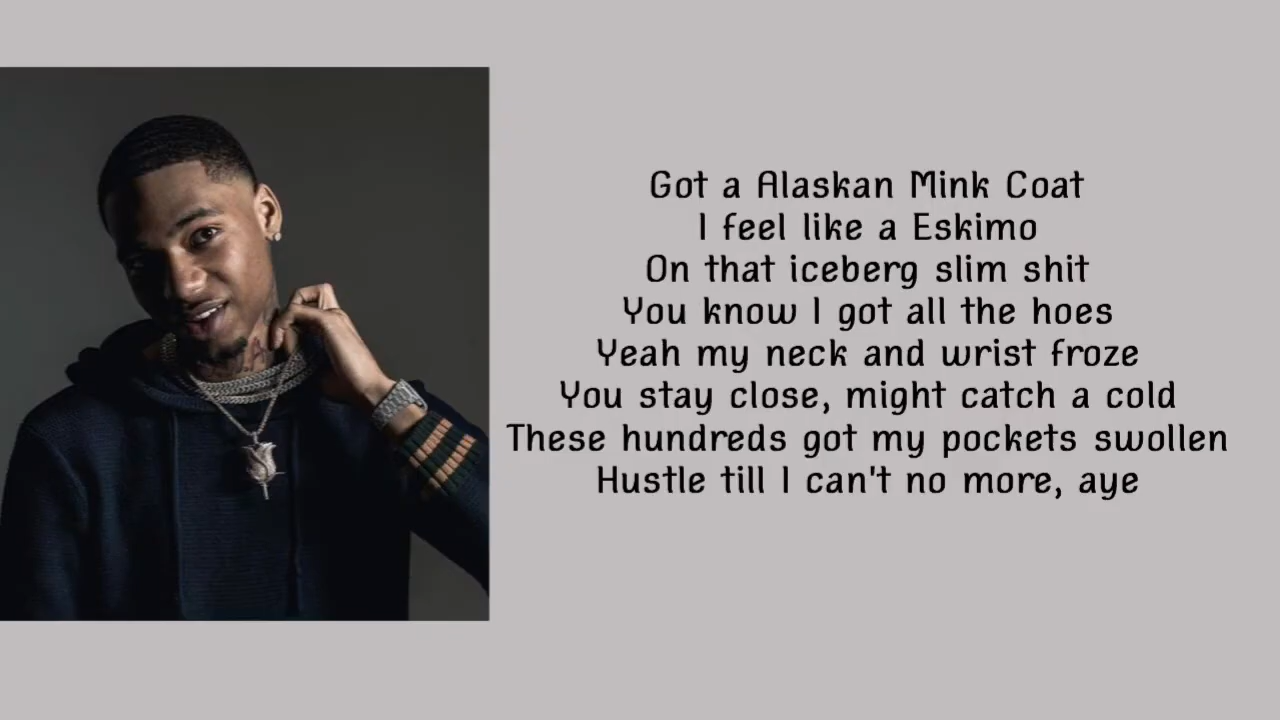 Got a Alaskan Mink Coat
I feel like a Eskimo
On that iceberg slim shit
You know I got all the hoes
Yeah my neck and wrist froze
You stay close, might catch a cold
These hundreds got my pockets swollen
Hustle till I can't no more, aye